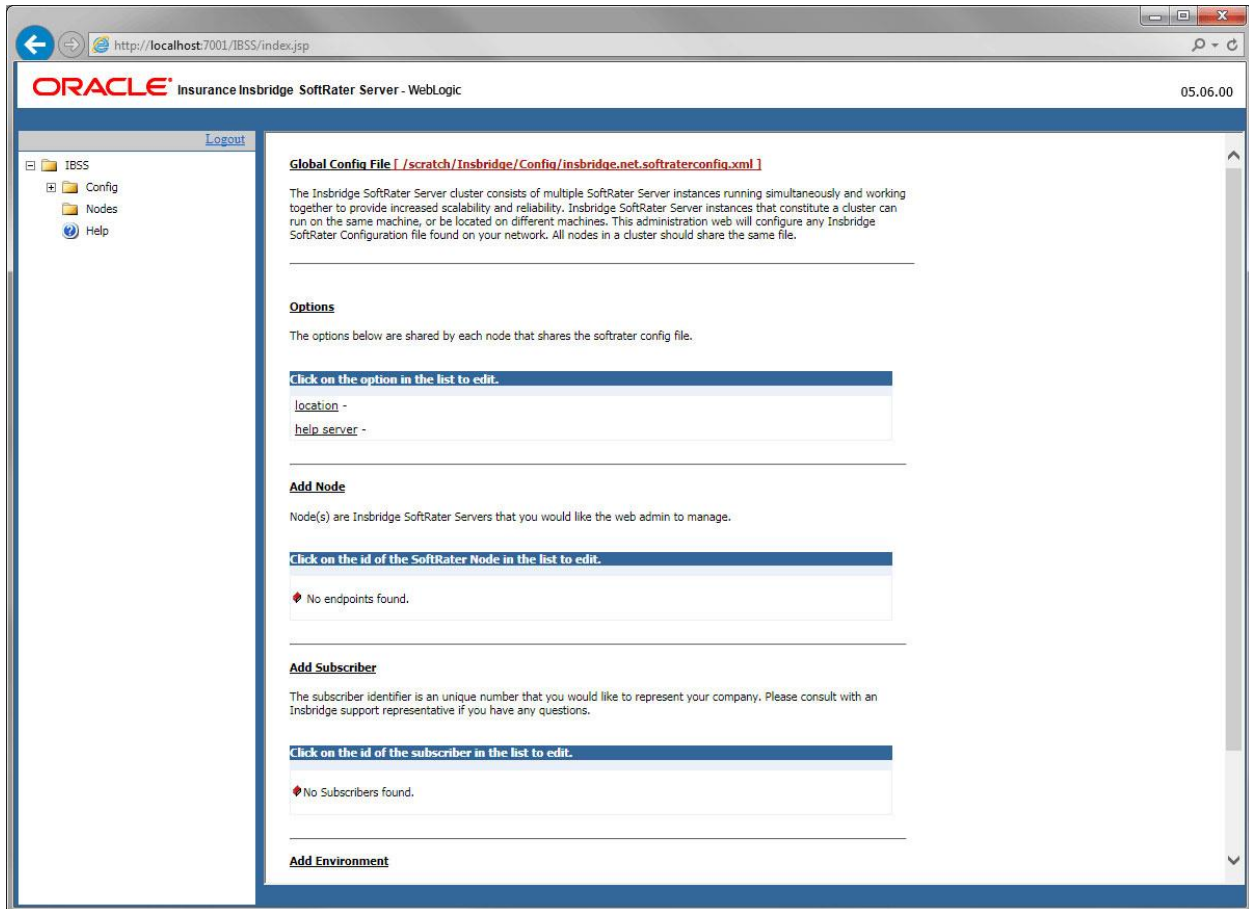 http://localhost:7001/IBSS/index.jsp
ORACLE® Insurance Insbridge SoftRater Server - WebLogic
05.06.00
Logout
IBSS
Config
Nodes
Help
Global Config File [ /scratch/Insbridge/Config/insbridge.net.softraterconfig.xml ]
The Insbridge SoftRater Server cluster consists of multiple SoftRater Server instances running simultaneously and working
together to provide increased scalability and reliability. Insbridge SoftRater Server instances that constitute a cluster can
run on the same machine, or be located on different machines. This administration web will configure any Insbridge
SoftRater Configuration file found on your network. All nodes in a cluster should share the same file.
Options
The options below are shared by each node that shares the softrater config file.
Click on the option in the list to edit.
location -
help server -
Add Node
Node(s) are Insbridge SoftRater Servers that you would like the web admin to manage.
Click on the id of the SoftRater Node in the list to edit.
No endpoints found.
Add Subscriber
The subscriber identifier is an unique number that you would like to represent your company. Please consult with an
Insbridge support representative if you have any questions.
Click on the id of the subscriber in the list to edit.
No Subscribers found.
Add Environment